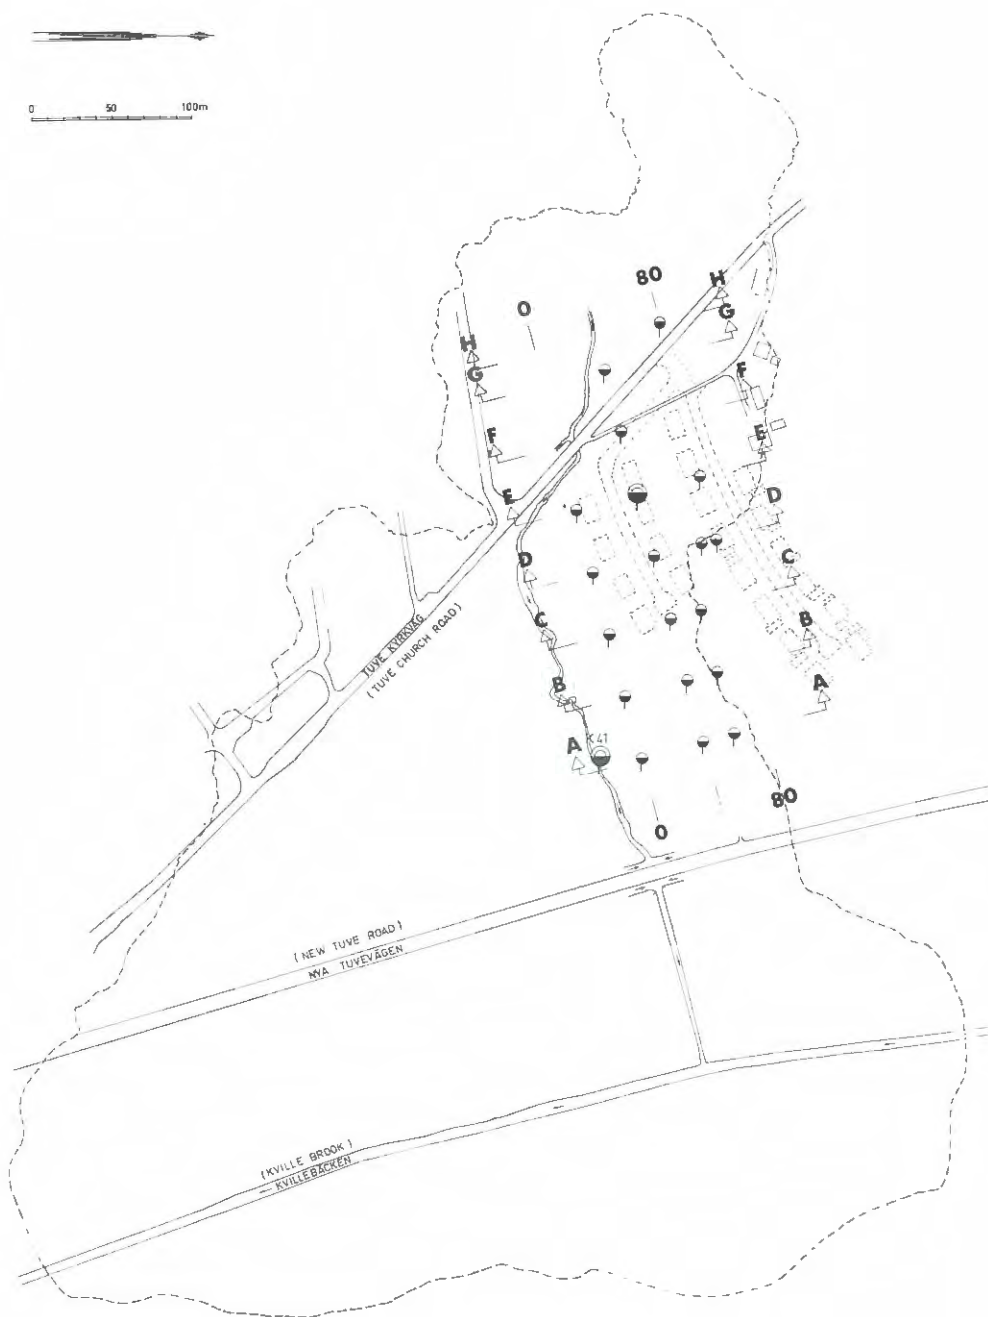 0 50 100m
80
H
0
G
H
G
F
F
E
E
D
D
C
C
B
TUVE KYRKVÄG
(TUVE CHURCH ROAD)
B
A
A
K 41
80
0
(NEW TUVE ROAD)
NYA TUVEVÄGEN
(KVILLE BROOK)
KVILLEBÄCKEN